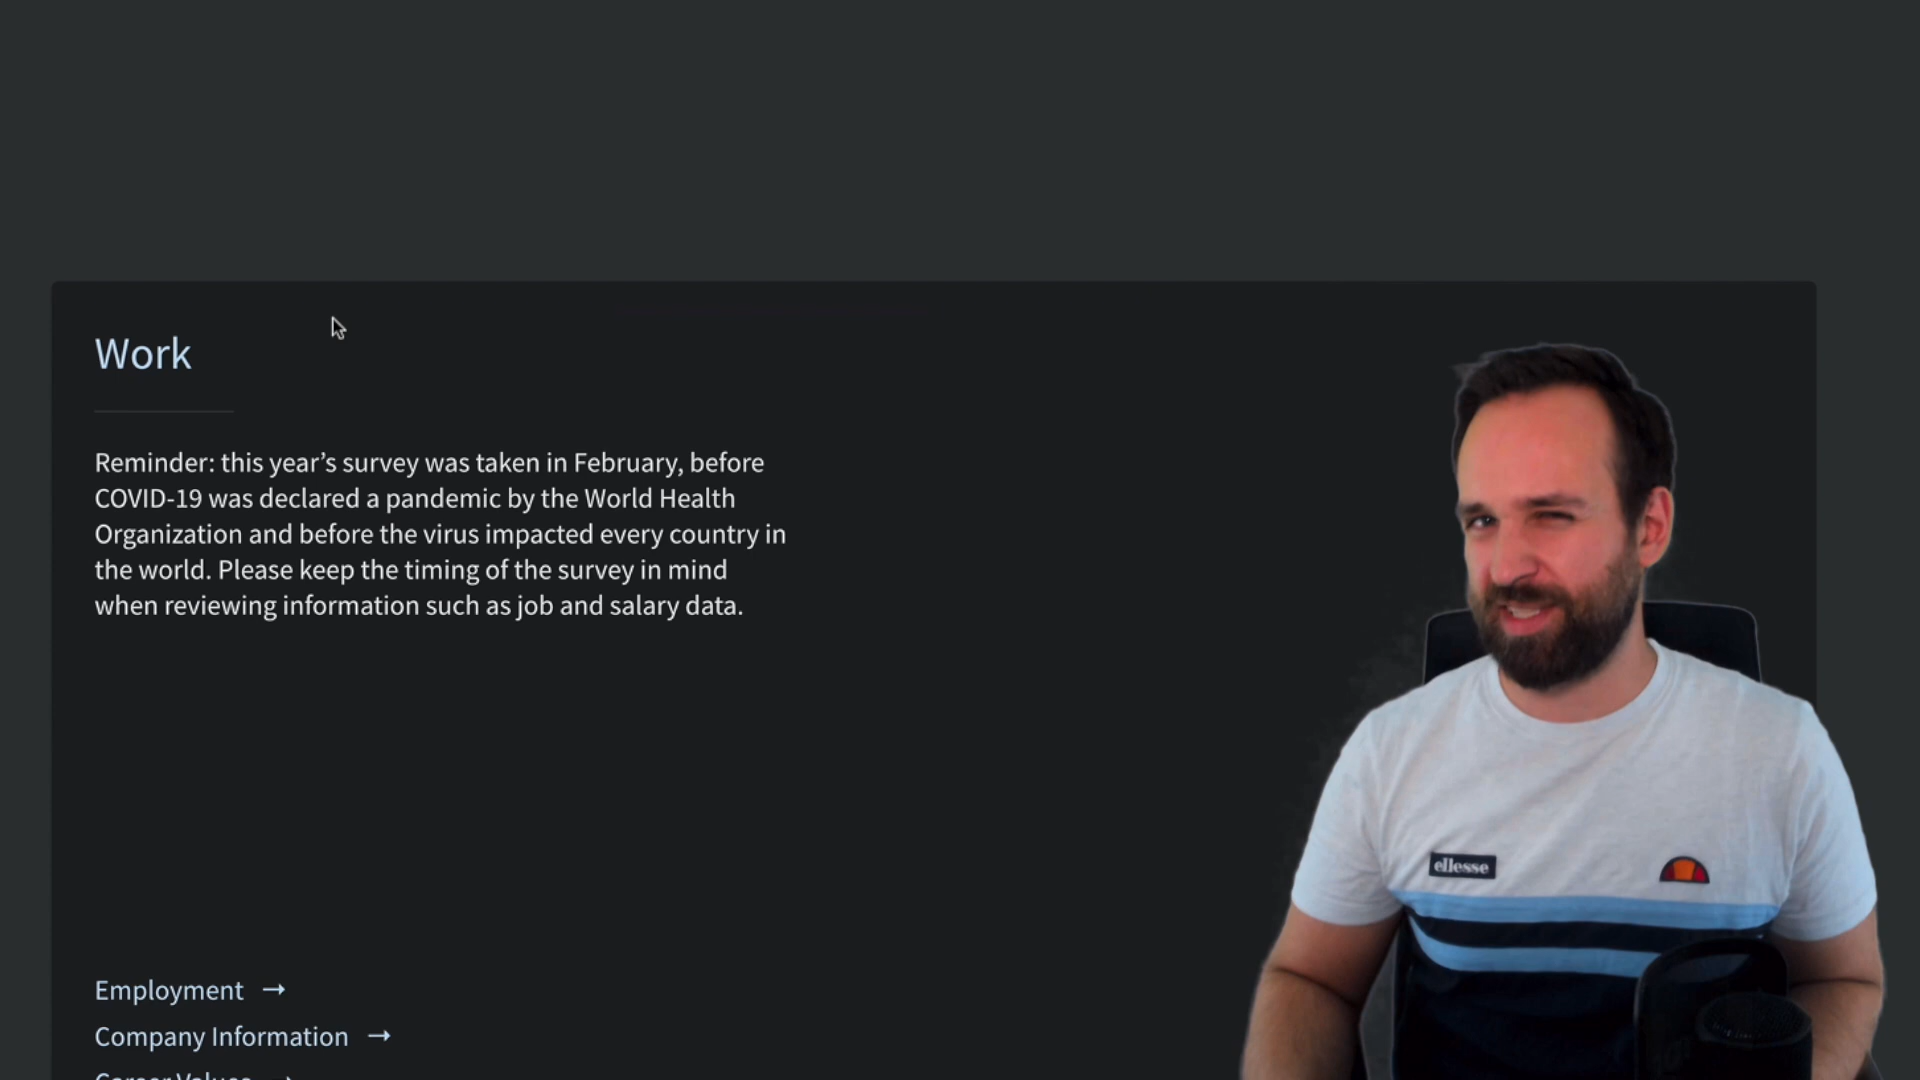 Work
Reminder: this year’s survey was taken in February, before
COVID-19 was declared a pandemic by the World Health
Organization and before the virus impacted every country in
the world. Please keep the timing of the survey in mind
when reviewing information such as job and salary data.
ellesse
Employment →
Company Information →
Career Values →